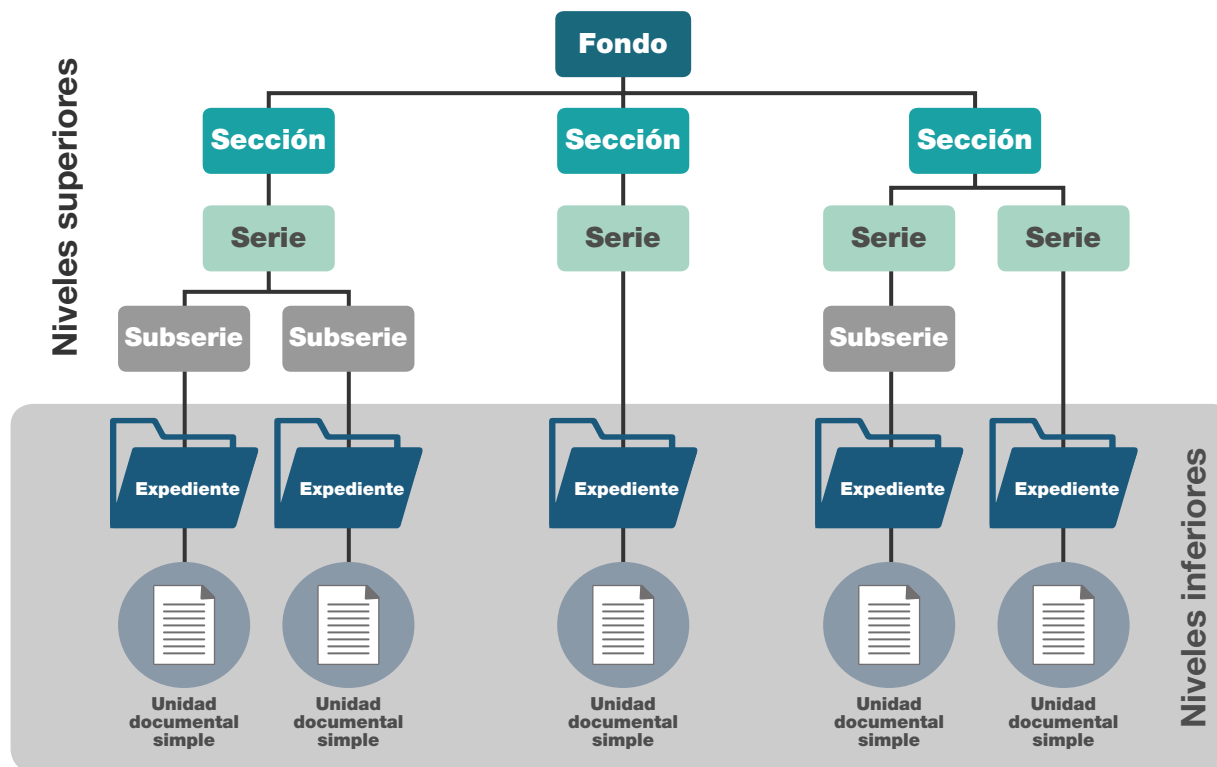 Fondo
Niveles superiores
Sección
Sección
Sección
Serie
Serie
Serie
Serie
Subserie
Subserie
Subserie
Expediente
Expediente
Expediente
Expediente
Expediente
Niveles inferiores
Unidad
documental
simple
Unidad
documental
simple
Unidad
documental
simple
Unidad
documental
simple
Unidad
documental
simple